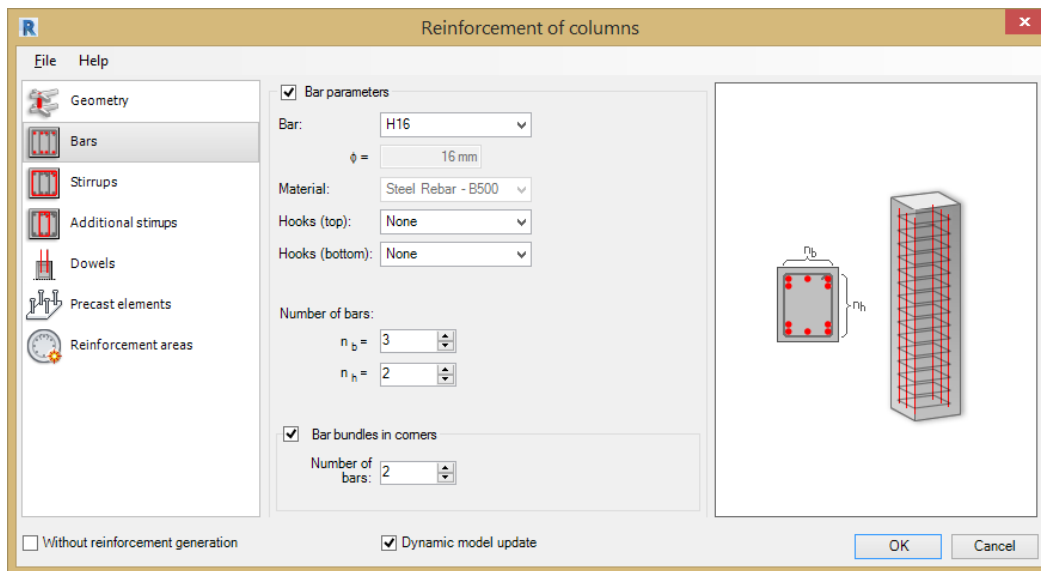 R
Reinforcement of columns
x
File Help
Geometry
Bars
Stirrups
Additional stirrups
Dowels
Precast elements
Reinforcement areas
Bar parameters
Bar: H16
ϕ = 16 mm
Material: Steel Rebar - B500
Hooks (top): None
Hooks (bottom): None
Number of bars:
n b = 3
n h = 2
Bar bundles in corners
Number of
bars: 2
nb
nh
Without reinforcement generation
Dynamic model update
OK Cancel